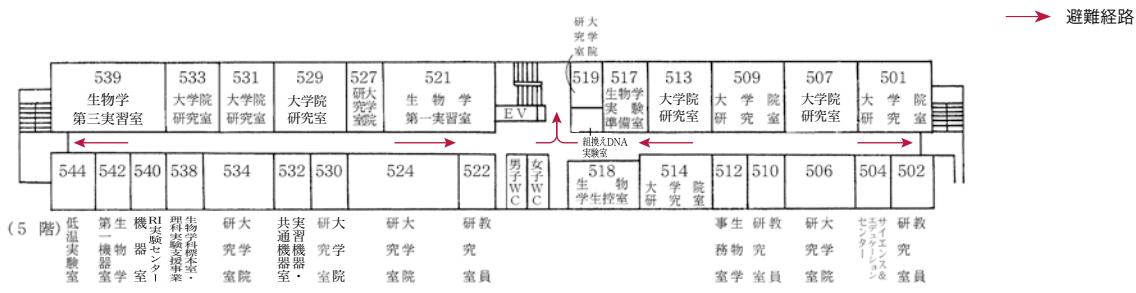 避難経路
大学院
研究室
539
生物学
第三実習室
533
大学院
研究室
531
大学院
研究室
529
大学院
研究室
527
大学院
研究室
521
生物学
第一実習室
EV
519
517
生物学
実験
準備室
513
大学院
研究室
509
大学院
研究室
507
大学院
研究室
501
大学院
研究室
組換えDNA
実験室
544
542
540
538
534
532
530
524
522
男子WC
女子WC
518
生物
学生控室
514
大学院
研究室
512
510
506
504
502
(5階)
低温実験室
生物学
第一機器室
RI実験センター
機器室
生物学科標本室・
理科実験支援事業
大学院
研究室
実習機器・
共通機器室
大学院
研究室
大学院
研究室
教員
研究室
生物学
事務室
教員
研究室
大学院
研究室
サイエンス&
エデュケーション
センター
教員
研究室